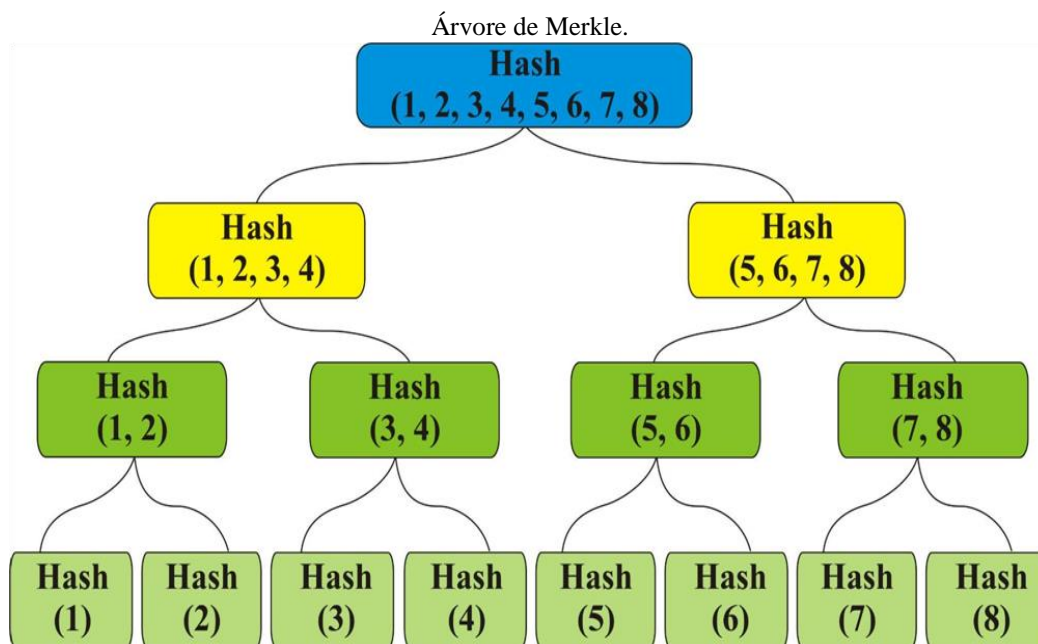 Árvore de Merkle.
Hash
(1, 2, 3, 4, 5, 6, 7, 8)
Hash
(1, 2, 3, 4)
Hash
(5, 6, 7, 8)
Hash
(1, 2)
Hash
(3, 4)
Hash
(5, 6)
Hash
(7, 8)
Hash
(1)
Hash
(2)
Hash
(3)
Hash
(4)
Hash
(5)
Hash
(6)
Hash
(7)
Hash
(8)